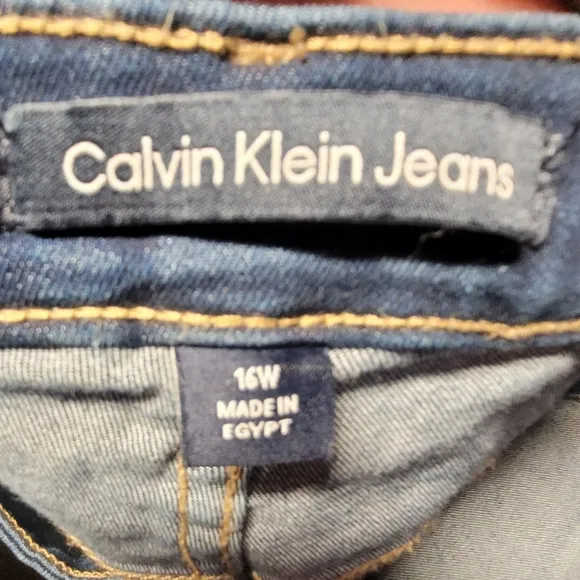 Calvin Klein Jeans
16W
MADE IN
EGYPT